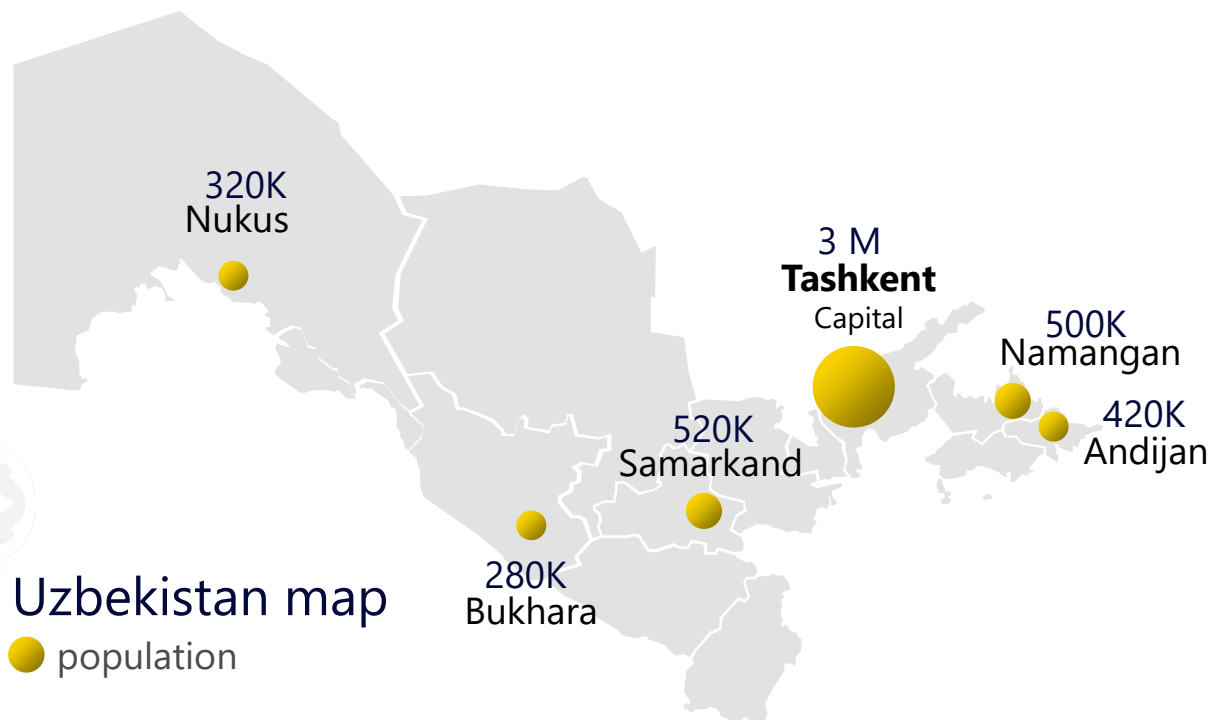 320K
Nukus
3 M
Tashkent
Capital
500K
Namangan
420K
Andijan
520K
Samarkand
280K
Bukhara
Uzbekistan map
population